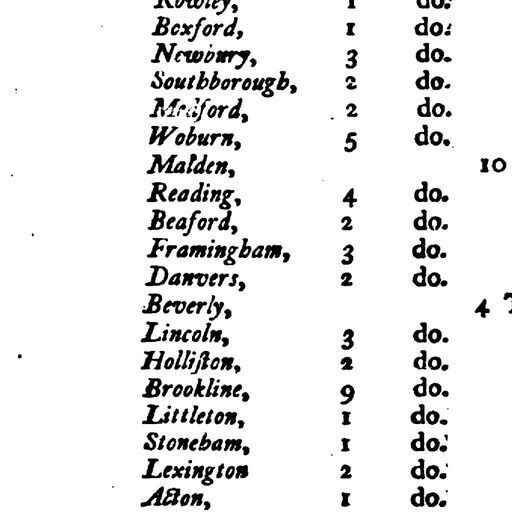 Rowley, 1 do.
Boxford, 1 do.
Newbury, 3 do.
Southborough, 2 do.
Medford, 2 do.
Woburn, 5 do.
Malden, 10
Reading, 4 do.
Beaford, 2 do.
Framingham, 3 do.
Danvers, 2 do.
Beverly, 4
Lincoln, 3 do.
Holliſton, 2 do.
Brookline, 9 do.
Littleton, 1 do.
Stoneham, 1 do.
Lexington 2 do.
Acton, 1 do.